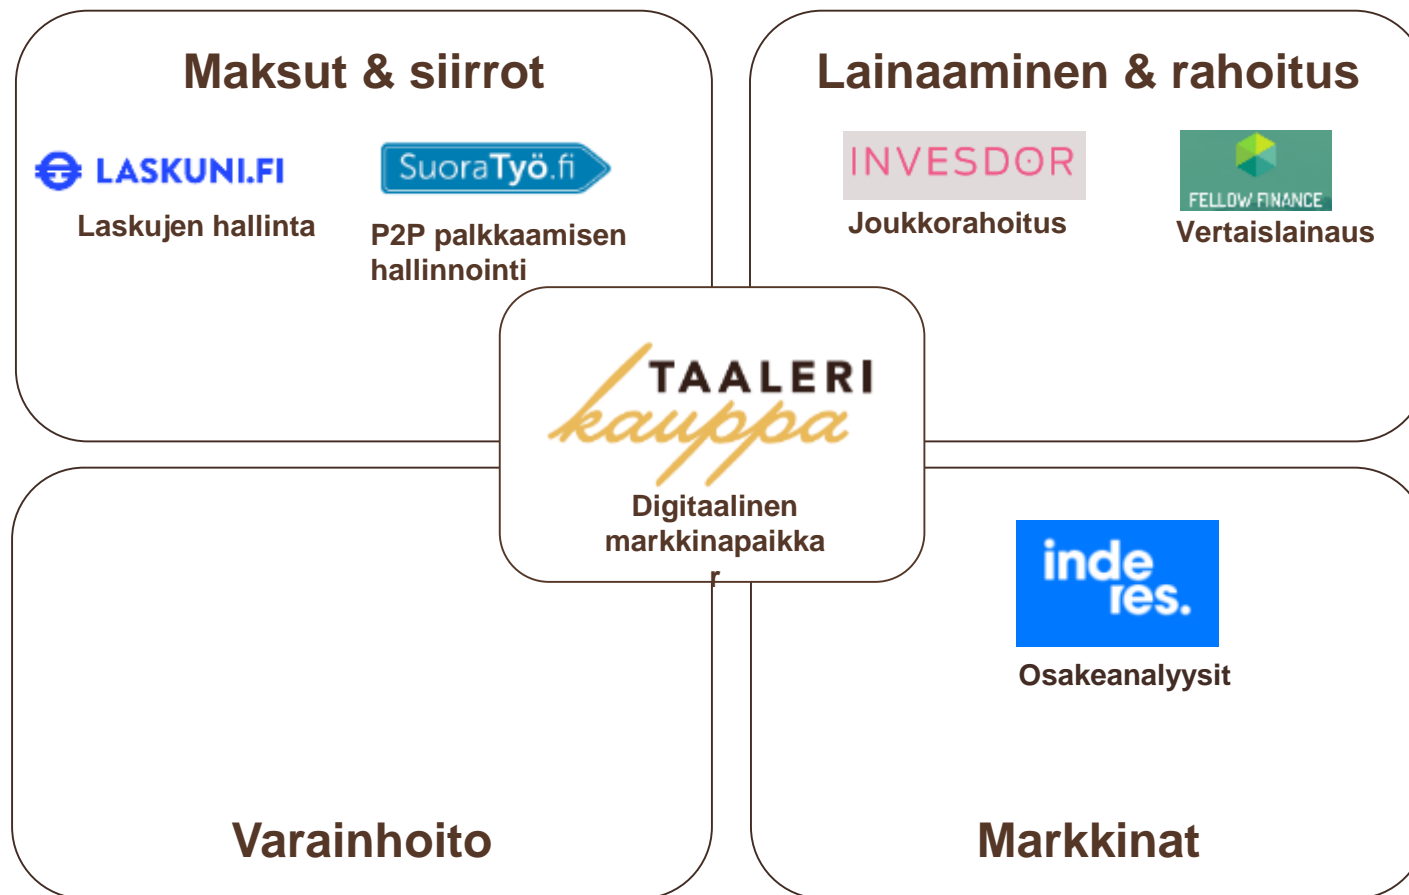 Maksut & siirrot
LASKUNI.FI
Laskujen hallinta
SuoraTyö.fi
P2P palkkaamisen
hallinnointi
Lainaaminen & rahoitus
INVESDOR
Joukkorahoitus
FELLOW FINANCE
Vertaislainaus
TAALERI
kauppa
Digitaalinen
markkinapaikka
r
Varainhoito
inde
res.
Osakeanalyysit
Markkinat